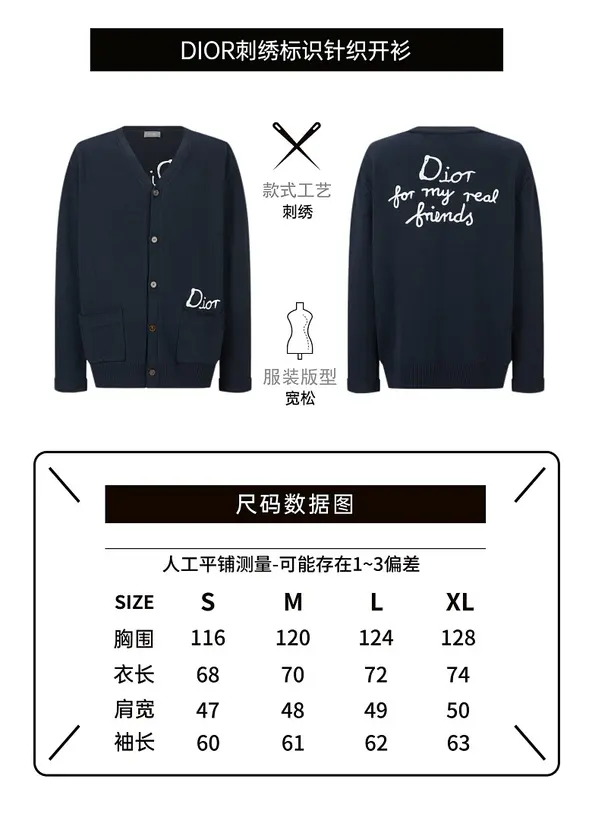 DIOR刺绣标识针织开衫
Dior
款式工艺
刺绣
Dior
for my real
friends
服装版型
宽松
尺码数据图
人工平铺测量-可能存在1~3偏差
SIZE S M L XL
胸围 116 120 124 128
衣长 68 70 72 74
肩宽 47 48 49 50
袖长 60 61 62 63